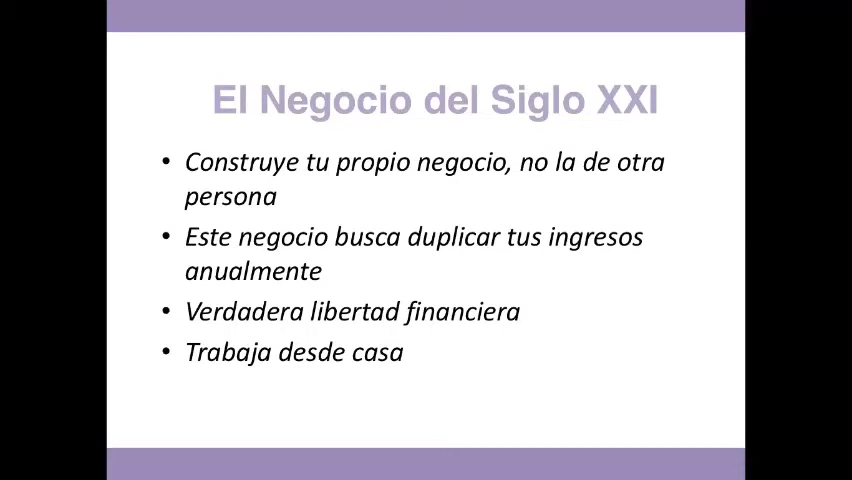 El Negocio del Siglo XXI
• Construye tu propio negocio, no la de otra
persona
• Este negocio busca duplicar tus ingresos
anualmente
• Verdadera libertad financiera
• Trabaja desde casa